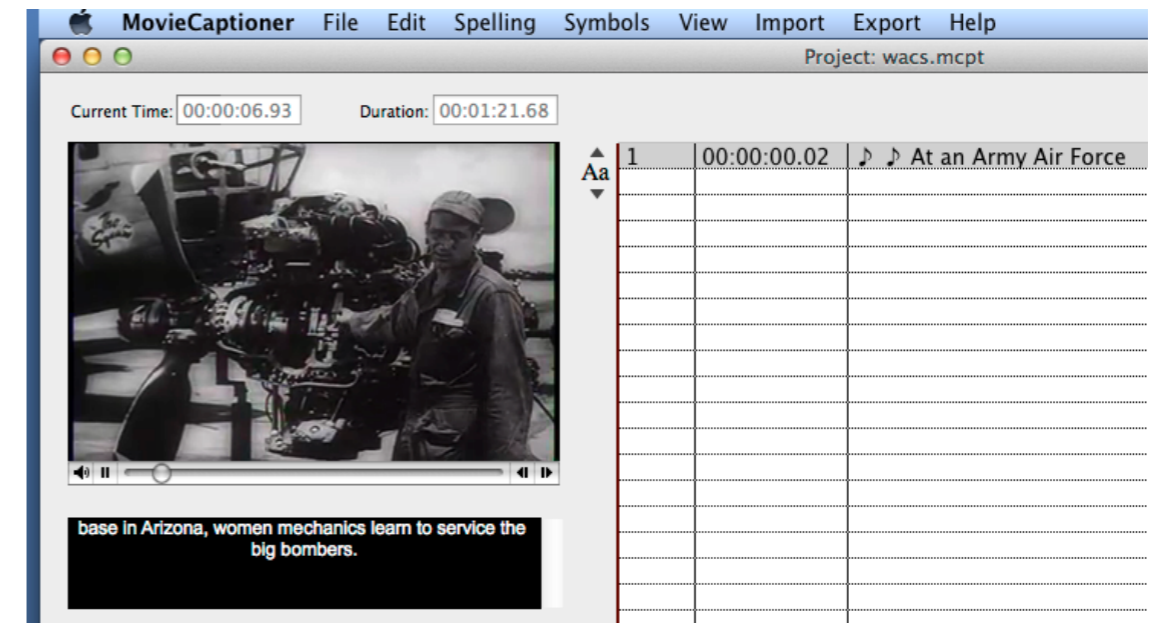 MovieCaptioner File Edit Spelling Symbols View Import Export Help
Project: wacs.mcpt
Current Time: 00:00:06.93 Duration: 00:01:21.68
Aa
1 00:00:00.02 ♪ ♪ At an Army Air Force
base in Arizona, women mechanics learn to service the
big bombers.